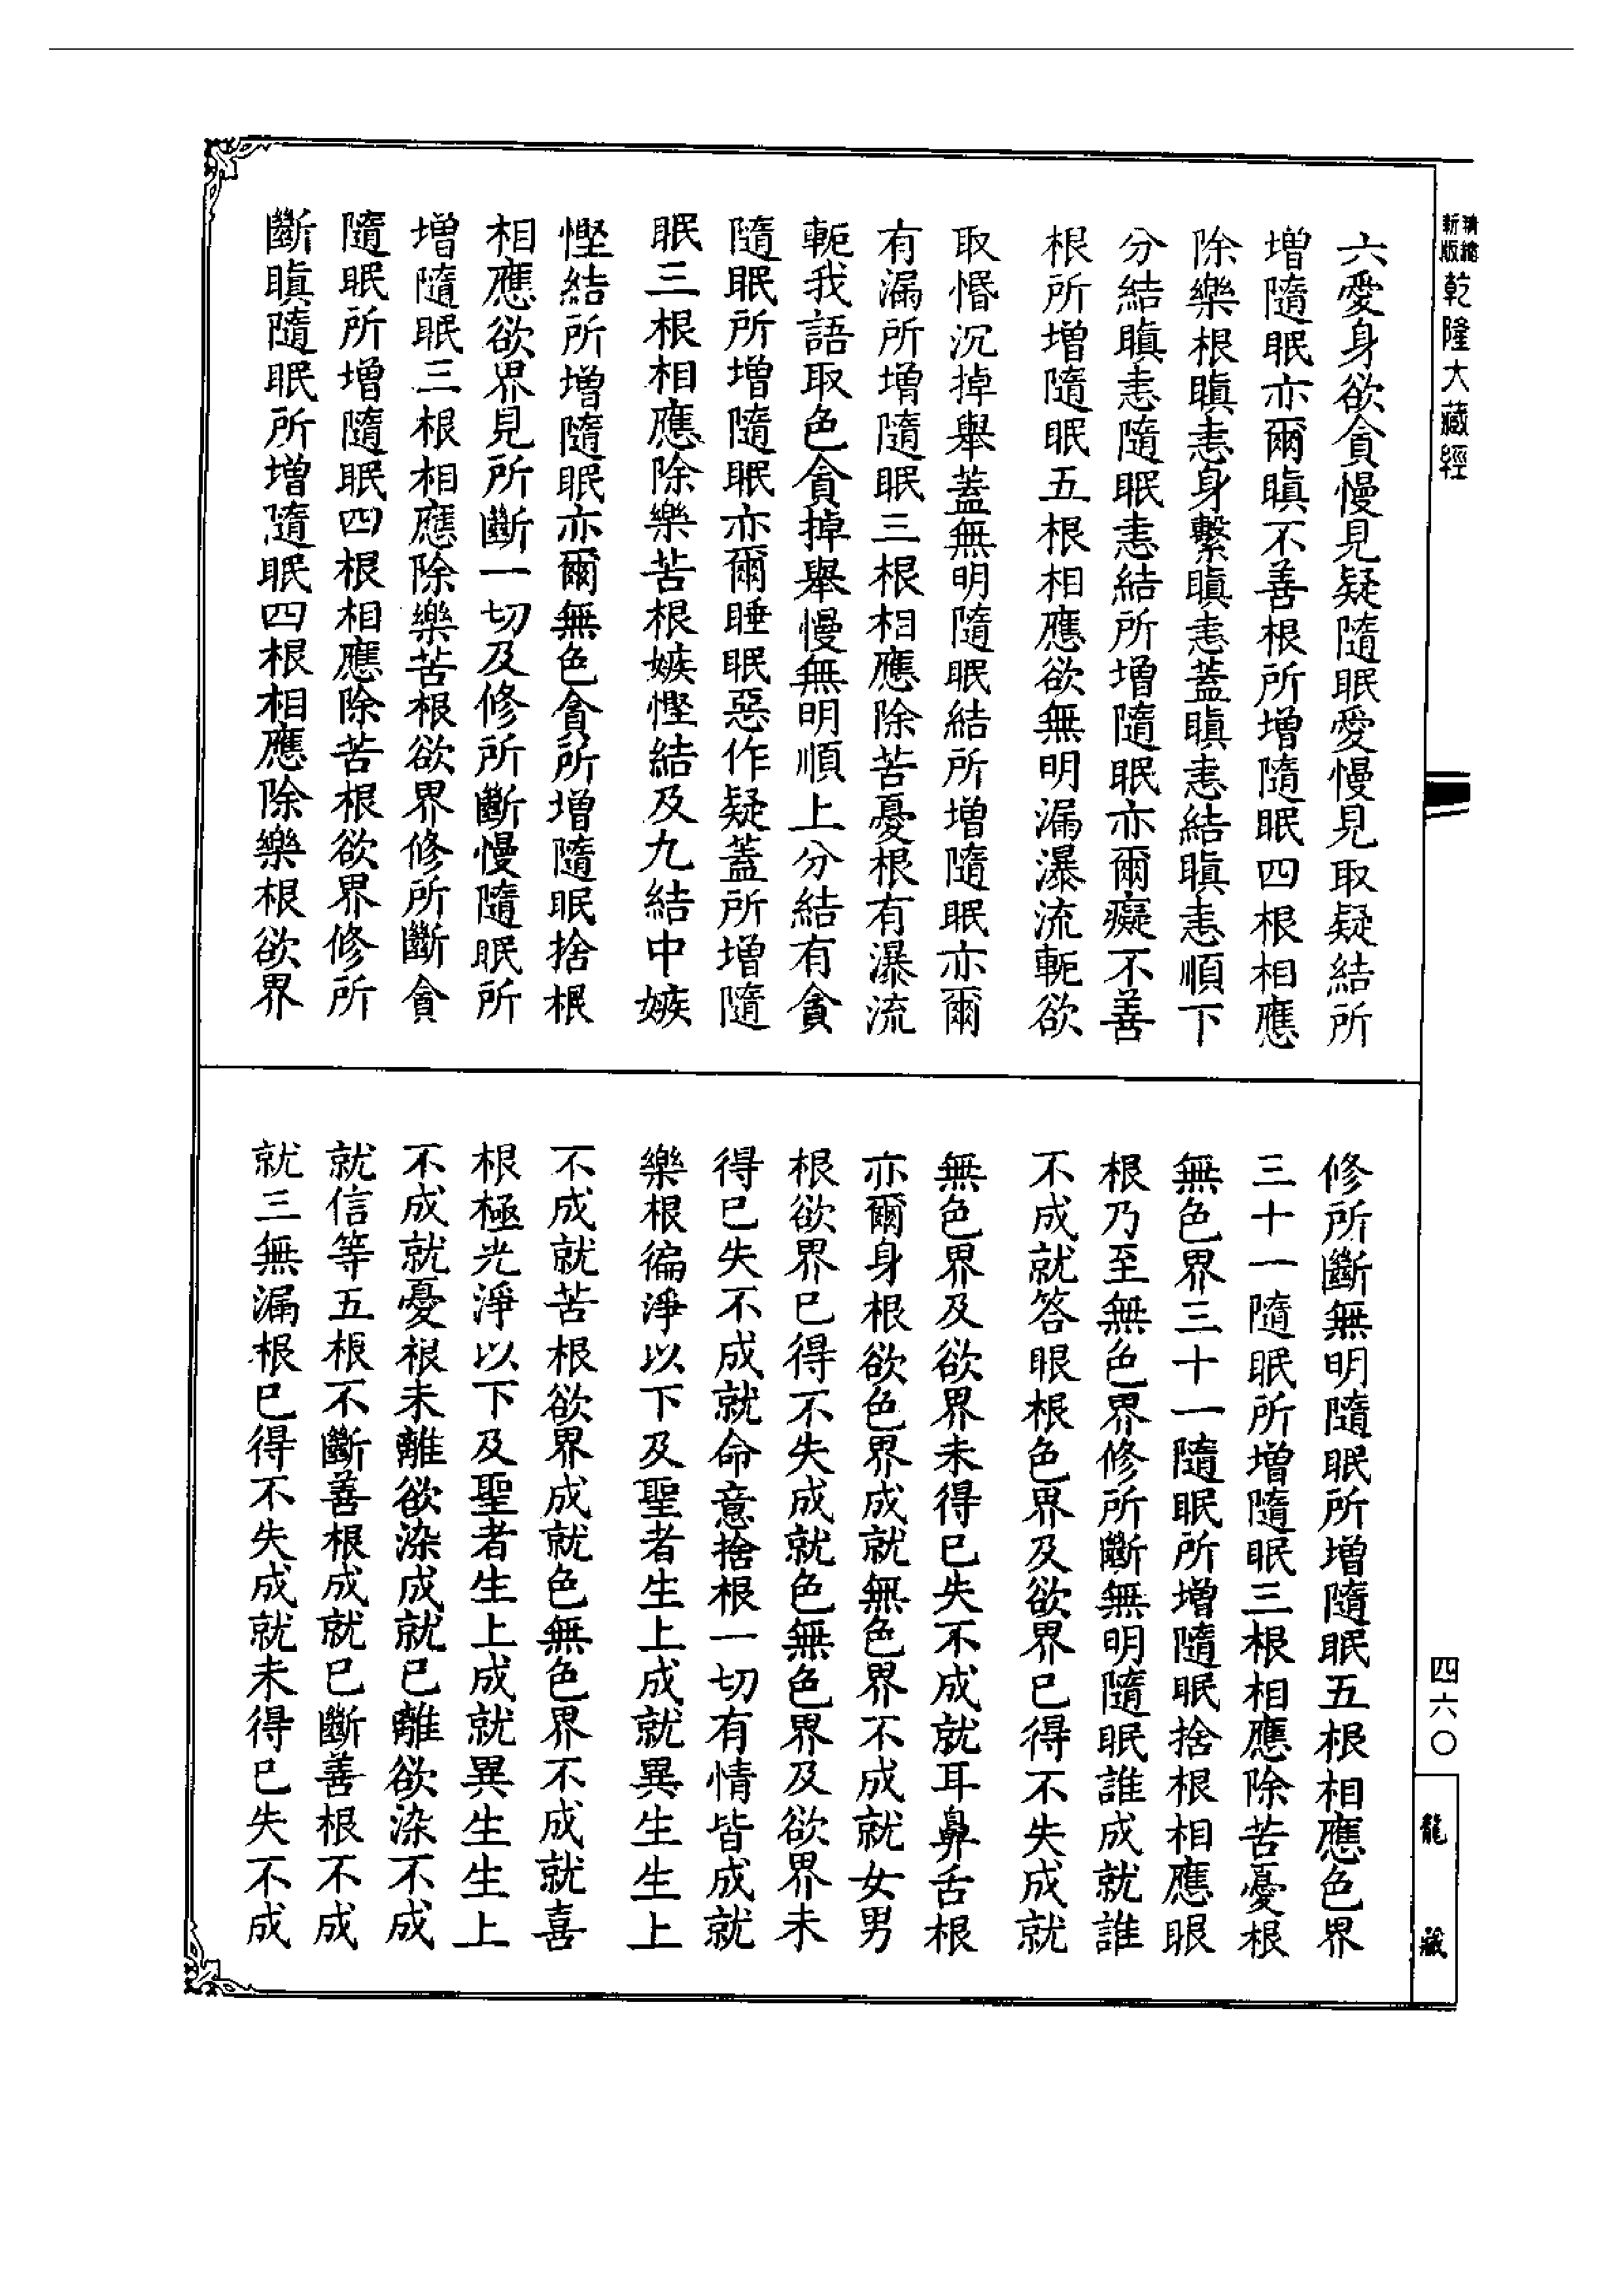 精縮
新版
乾隆大藏經
六愛身欲貪慢見疑隨眠愛慢見取疑結所
增隨眠亦爾瞋不善根所增隨眠四根相應
除樂根瞋恚身繫瞋恚蓋瞋恚結瞋恚順下
分結瞋恚隨眠恚結所增隨眠亦爾癡不善
根所增隨眠五根相應欲無明漏瀑流軛欲
取惛沉掉舉蓋無明隨眠結所增隨眠亦爾
有漏所增隨眠三根相應除苦憂根有瀑流
軛我語取色貪掉舉慢無明順上分結有貪
隨眠所增隨眠亦爾睡眠惡作疑蓋所增隨
眠三根相應除樂苦根嫉慳結及九結中嫉
慳結所增隨眠亦爾無色貪所增隨眠捨根
相應欲界見所斷一切及修所斷慢隨眠所
增隨眠三根相應除樂苦根欲界修所斷貪
隨眠所增隨眠四根相應除苦根欲界修所
斷瞋隨眠所增隨眠四根相應除樂根欲界
修所斷無明隨眠所增隨眠五根相應色界
三十一隨眠所增隨眠三根相應除苦憂根
無色界三十一隨眠所增隨眠捨根相應眼
根乃至無色界修所斷無明隨眠誰成就誰
不成就答眼根色界及欲界已得不失成就
無色界及欲界未得已失不成就耳鼻舌根
亦爾身根欲色界成就無色界不成就女男
根欲界已得不失成就色無色界及欲界未
得已失不成就命意捨根一切有情皆成就
樂根徧淨以下及聖者生上成就異生生上
不成就苦根欲界成就色無色界不成就喜
根極光淨以下及聖者生上成就異生生上
不成就憂根未離欲染成就已離欲染不成
就信等五根不斷善根成就已斷善根不成
就三無漏根已得不失成就未得已失不成
四六〇
龍藏